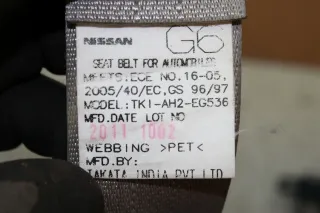 NISSAN G6
SEAT BELT FOR AUTOMOBILES
MEETS:ECE NO.16-05,
2005/40/EC,GS 96/97
MODEL:TK1-AH2-EG536
MFD.DATE LOT NO
2011 1002
WEBBING >PET<
MFD.BY:
TAKATA INDIA PVT LTD